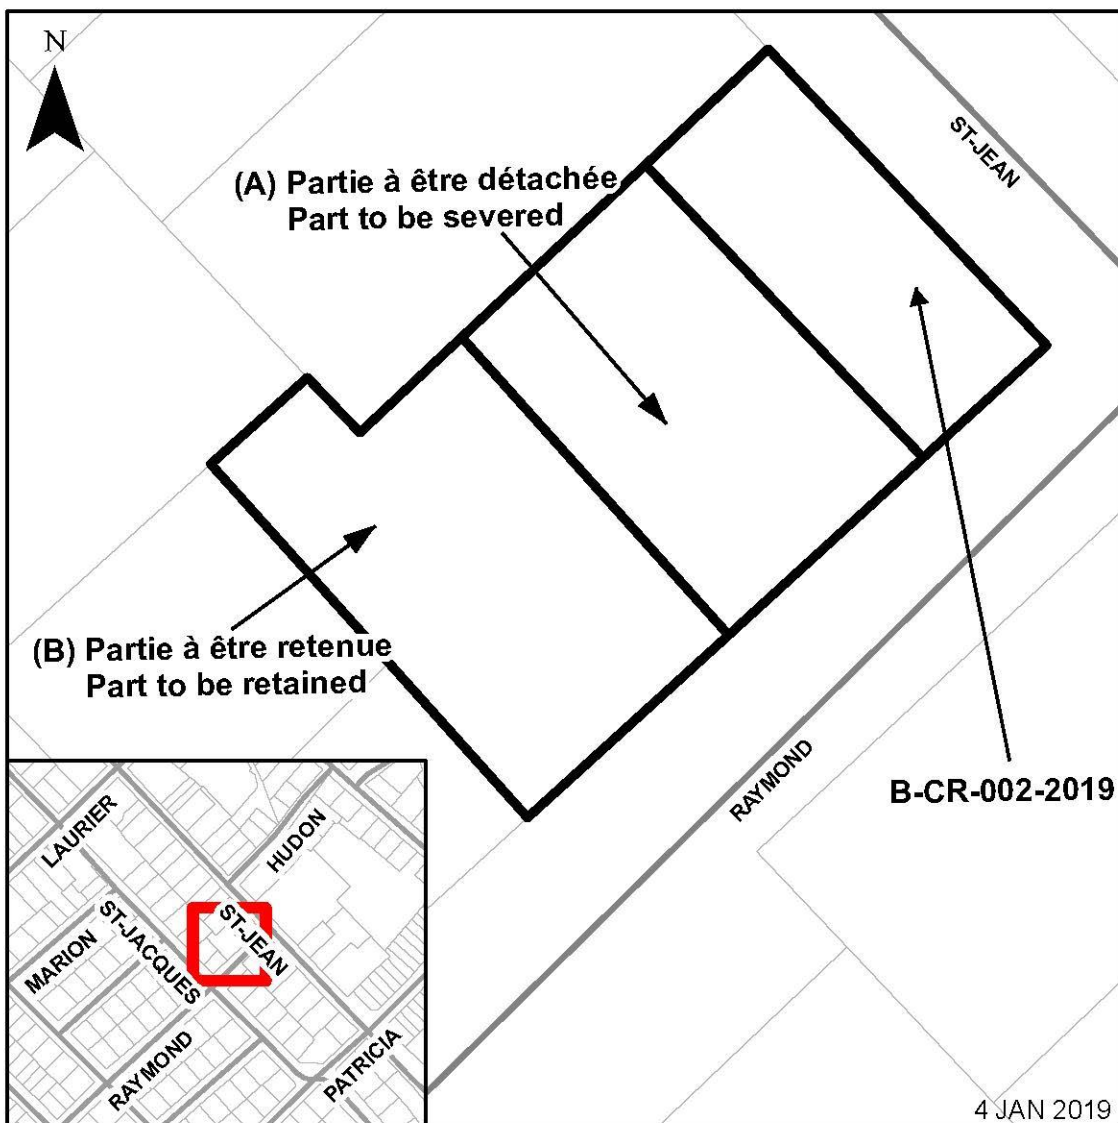 N
ST-JEAN
(A) Partie à être détachée
Part to be severed
(B) Partie à être retenue
Part to be retained
RAYMOND
B-CR-002-2019
LAURIER
HUDON
ST-JEAN
ST-JACQUES
MARION
RAYMOND
PATRICIA
4 JAN 2019